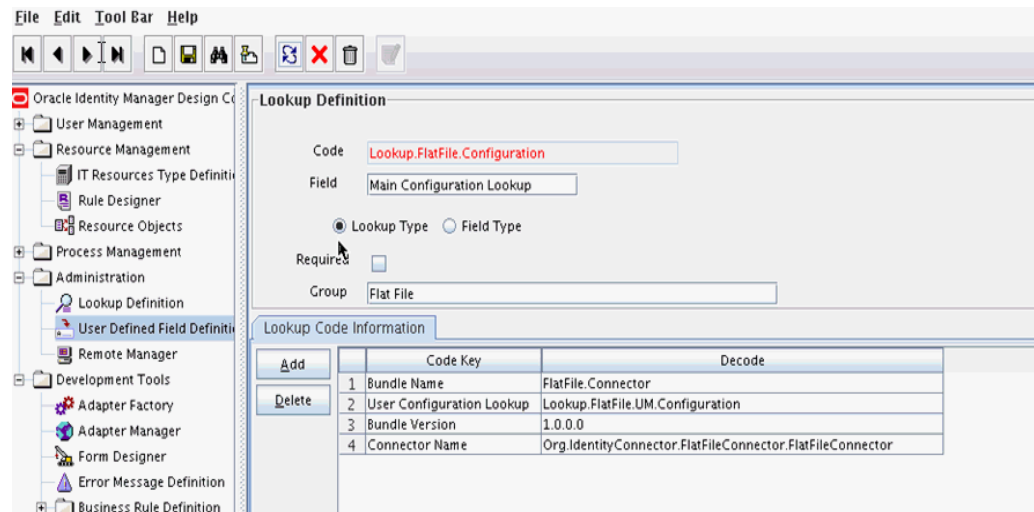 File Edit Tool Bar Help
Oracle Identity Manager Design Co
User Management
Resource Management
IT Resources Type Definiti
Rule Designer
Resource Objects
Process Management
Administration
Lookup Definition
User Defined Field Definiti
Remote Manager
Development Tools
Adapter Factory
Adapter Manager
Form Designer
Error Message Definition
Business Rule Definition
Lookup Definition
Code Lookup.FlatFile.Configuration
Field Main Configuration Lookup
Lookup Type Field Type
Required
Group Flat File
Lookup Code Information
Add
Delete
Code Key Decode
1 Bundle Name FlatFile.Connector
2 User Configuration Lookup Lookup.FlatFile.UM.Configuration
3 Bundle Version 1.0.0.0
4 Connector Name Org.IdentityConnector.FlatFileConnector.FlatFileConnector